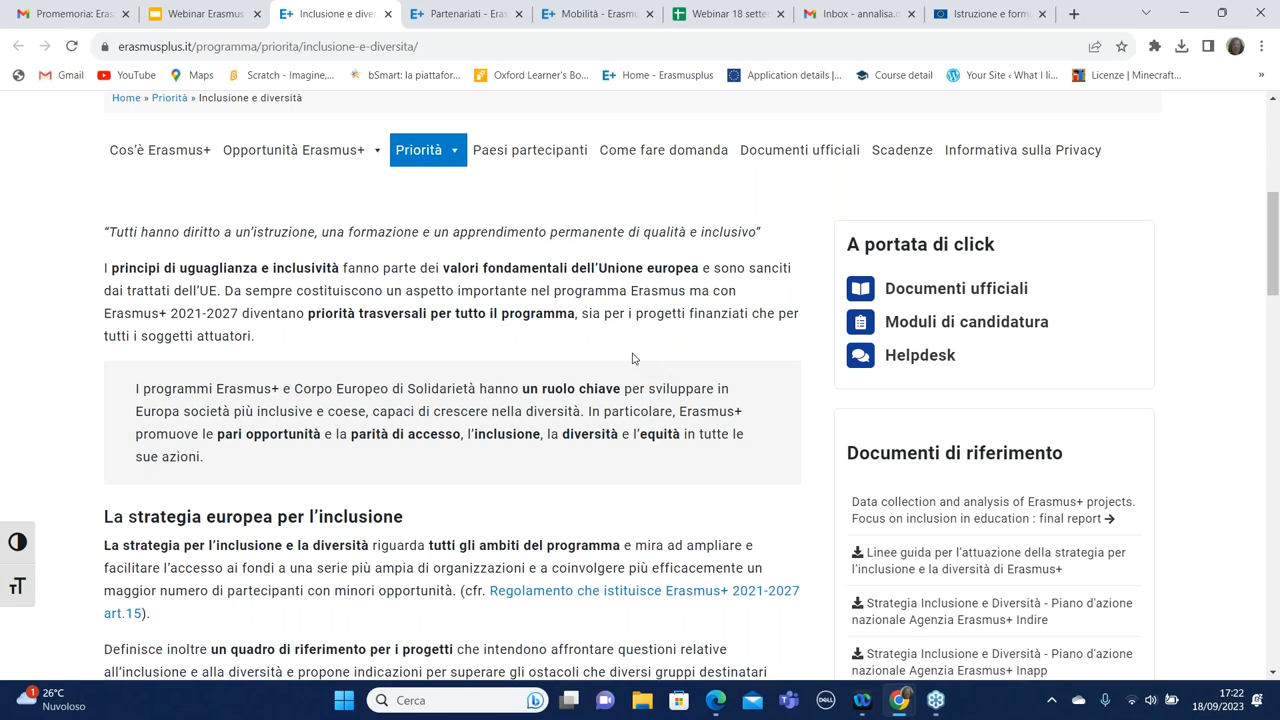 Promemoria: Eras
Webinar Erasmus
Inclusione e diver
Partenariati - Eras
Mobilità - Erasmu
Webinar 18 sette
Inbox - annalisa.d
Istruzione e form
erasmusplus.it/programma/priorita/inclusione-e-diversita/
Gmail
YouTube
Maps
Scratch - Imagine,...
bSmart: la piattafor...
Oxford Learner's Bo...
Home - Erasmusplus
Application details |...
Course detail
Your Site ‹ What I li...
Licenze | Minecraft...
»
Home » Priorità » Inclusione e diversità
Cos'è Erasmus+
Opportunità Erasmus+
Priorità
Paesi partecipanti
Come fare domanda
Documenti ufficiali
Scadenze
Informativa sulla Privacy
“Tutti hanno diritto a un’istruzione, una formazione e un apprendimento permanente di qualità e inclusivo”
I principi di uguaglianza e inclusività fanno parte dei valori fondamentali dell’Unione europea e sono sanciti
dai trattati dell’UE. Da sempre costituiscono un aspetto importante nel programma Erasmus ma con
Erasmus+ 2021-2027 diventano priorità trasversali per tutto il programma, sia per i progetti finanziati che per
tutti i soggetti attuatori.
I programmi Erasmus+ e Corpo Europeo di Solidarietà hanno un ruolo chiave per sviluppare in
Europa società più inclusive e coese, capaci di crescere nella diversità. In particolare, Erasmus+
promuove le pari opportunità e la parità di accesso, l’inclusione, la diversità e l’equità in tutte le
sue azioni.
La strategia europea per l’inclusione
La strategia per l’inclusione e la diversità riguarda tutti gli ambiti del programma e mira ad ampliare e
facilitare l’accesso ai fondi a una serie più ampia di organizzazioni e a coinvolgere più efficacemente un
maggior numero di partecipanti con minori opportunità. (cfr. Regolamento che istituisce Erasmus+ 2021-2027
art.15).
Definisce inoltre un quadro di riferimento per i progetti che intendono affrontare questioni relative
all’inclusione e alla diversità e propone indicazioni per superare gli ostacoli che diversi gruppi destinatari
A portata di click
Documenti ufficiali
Moduli di candidatura
Helpdesk
Documenti di riferimento
Data collection and analysis of Erasmus+ projects.
Focus on inclusion in education : final report
Linee guida per l’attuazione della strategia per
l’inclusione e la diversità di Erasmus+
Strategia Inclusione e Diversità - Piano d'azione
nazionale Agenzia Erasmus+ Indire
Strategia Inclusione e Diversità - Piano d'azione
nazionale Agenzia Erasmus+ Inapp
TT
1
26°C
Nuvoloso
Cerca
DELL
17:22
18/09/2023